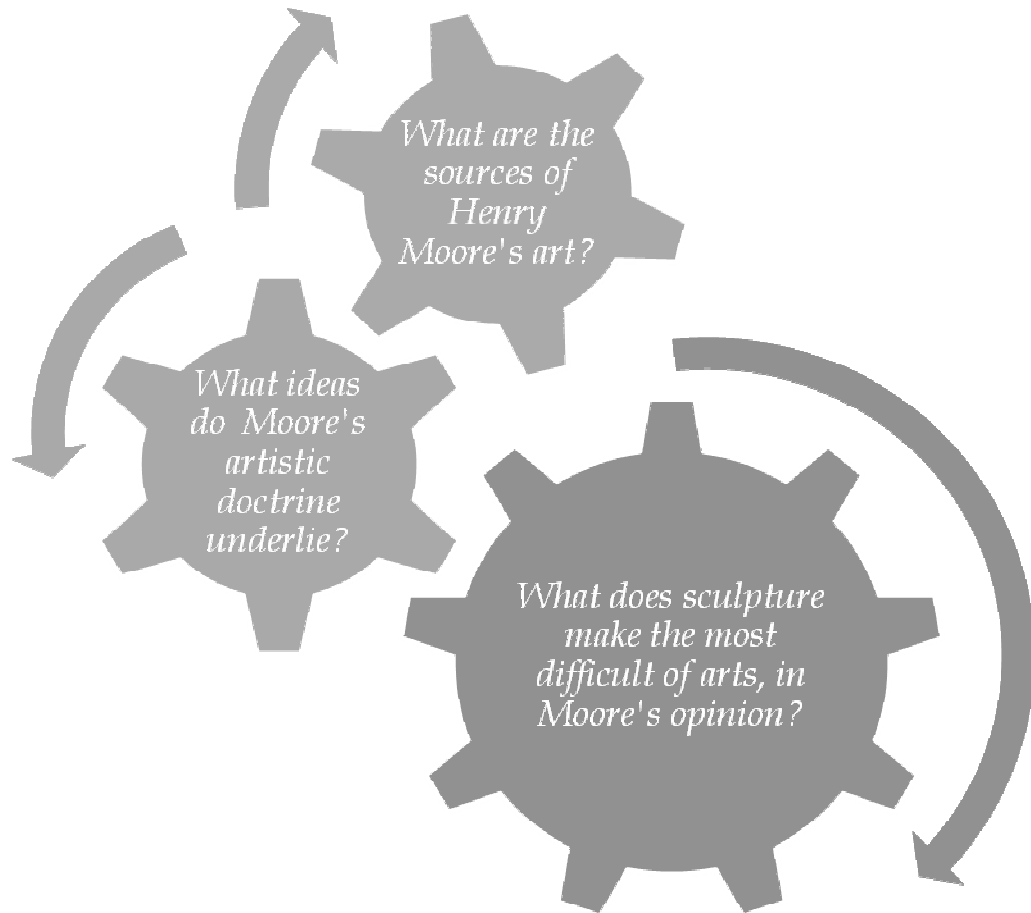 What are the
sources of
Henry
Moore's art?
What ideas
do Moore's
artistic
doctrine
underlie?
What does sculpture
make the most
difficult of arts, in
Moore's opinion?